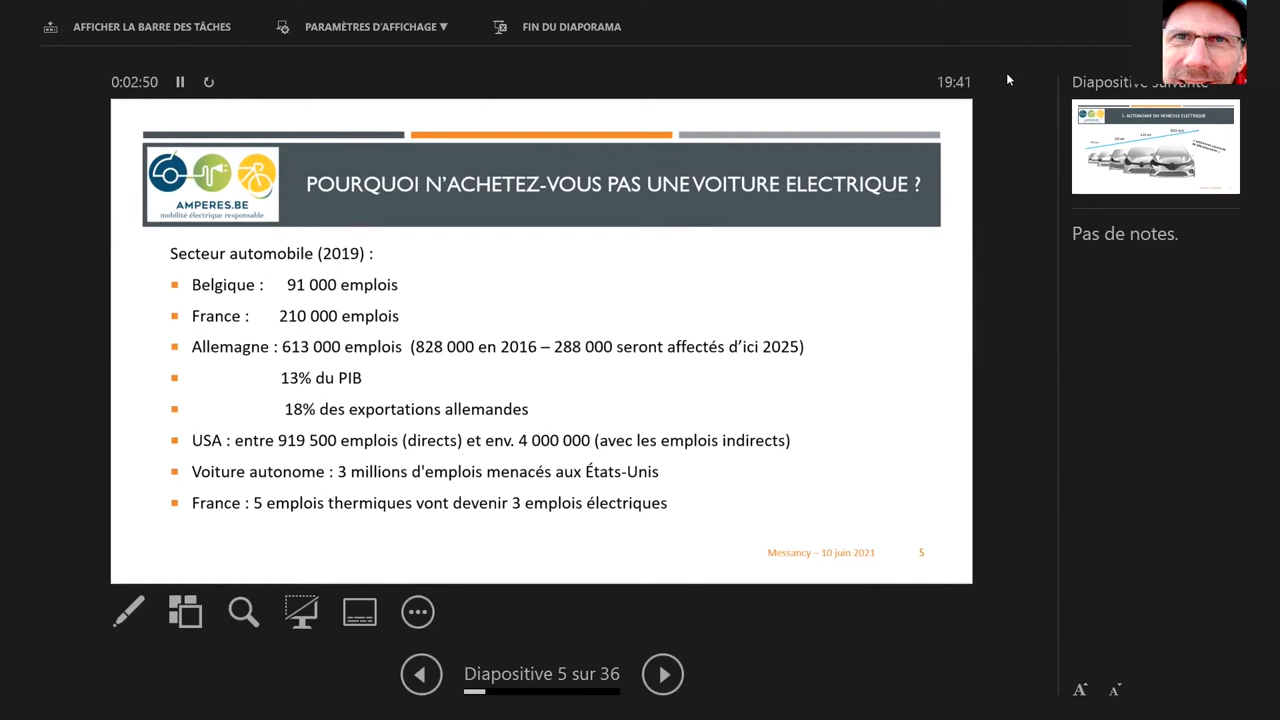 AFFICHER LA BARRE DES TÂCHES
PARAMÈTRES D'AFFICHAGE ▼
FIN DU DIAPORAMA
0:02:50
19:41
AMPERES.BE
mobilité électrique responsable
POURQUOI N'ACHETEZ-VOUS PAS UNE VOITURE ELECTRIQUE ?
Secteur automobile (2019) :
Belgique : 91 000 emplois
France : 210 000 emplois
Allemagne : 613 000 emplois (828 000 en 2016 – 288 000 seront affectés d'ici 2025)
13% du PIB
18% des exportations allemandes
USA : entre 919 500 emplois (directs) et env. 4 000 000 (avec les emplois indirects)
Voiture autonome : 3 millions d'emplois menacés aux États-Unis
France : 5 emplois thermiques vont devenir 3 emplois électriques
Messancy – 10 juin 2021 5
Diapositive 5 sur 36
Diapositive suivante
1. AUTONOMIE DU VEHICULE ELECTRIQUE
Pas de notes.
A A